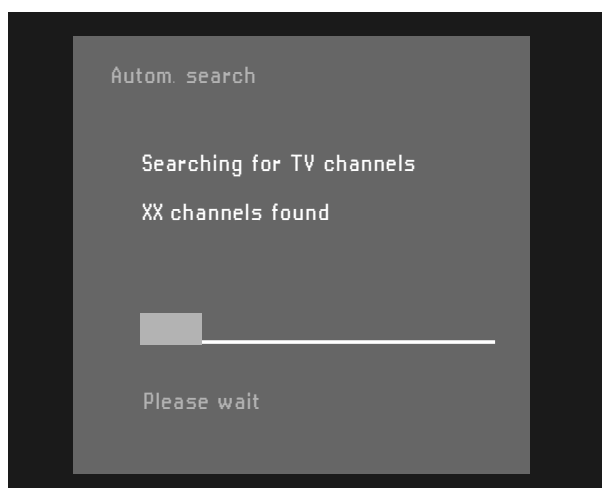 Autom. search
Searching for TV channels
XX channels found
Please wait